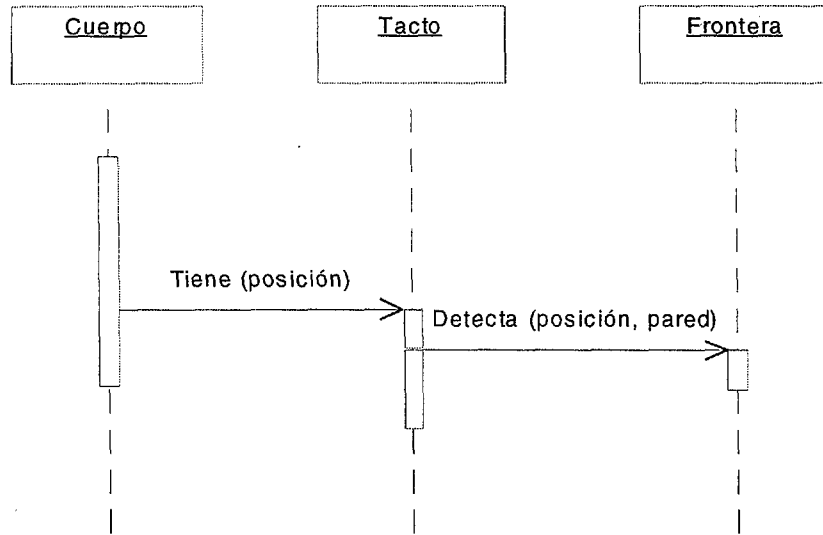 Cuerpo
Tacto
Frontera
Tiene (posición)
Detecta (posición, pared)